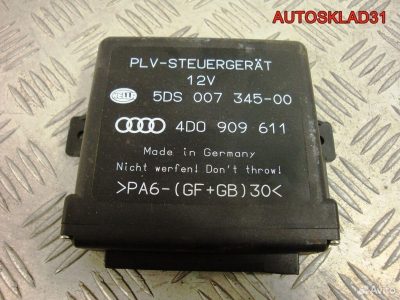 AUTOSKLAD31
PLV-STEUERGERÄT
12V
HELLA 5DS 007 345-00
4D0 909 611
Made in Germany
Nicht werfen! Don't throw!
>PA6-(GF+GB)30<
Avito